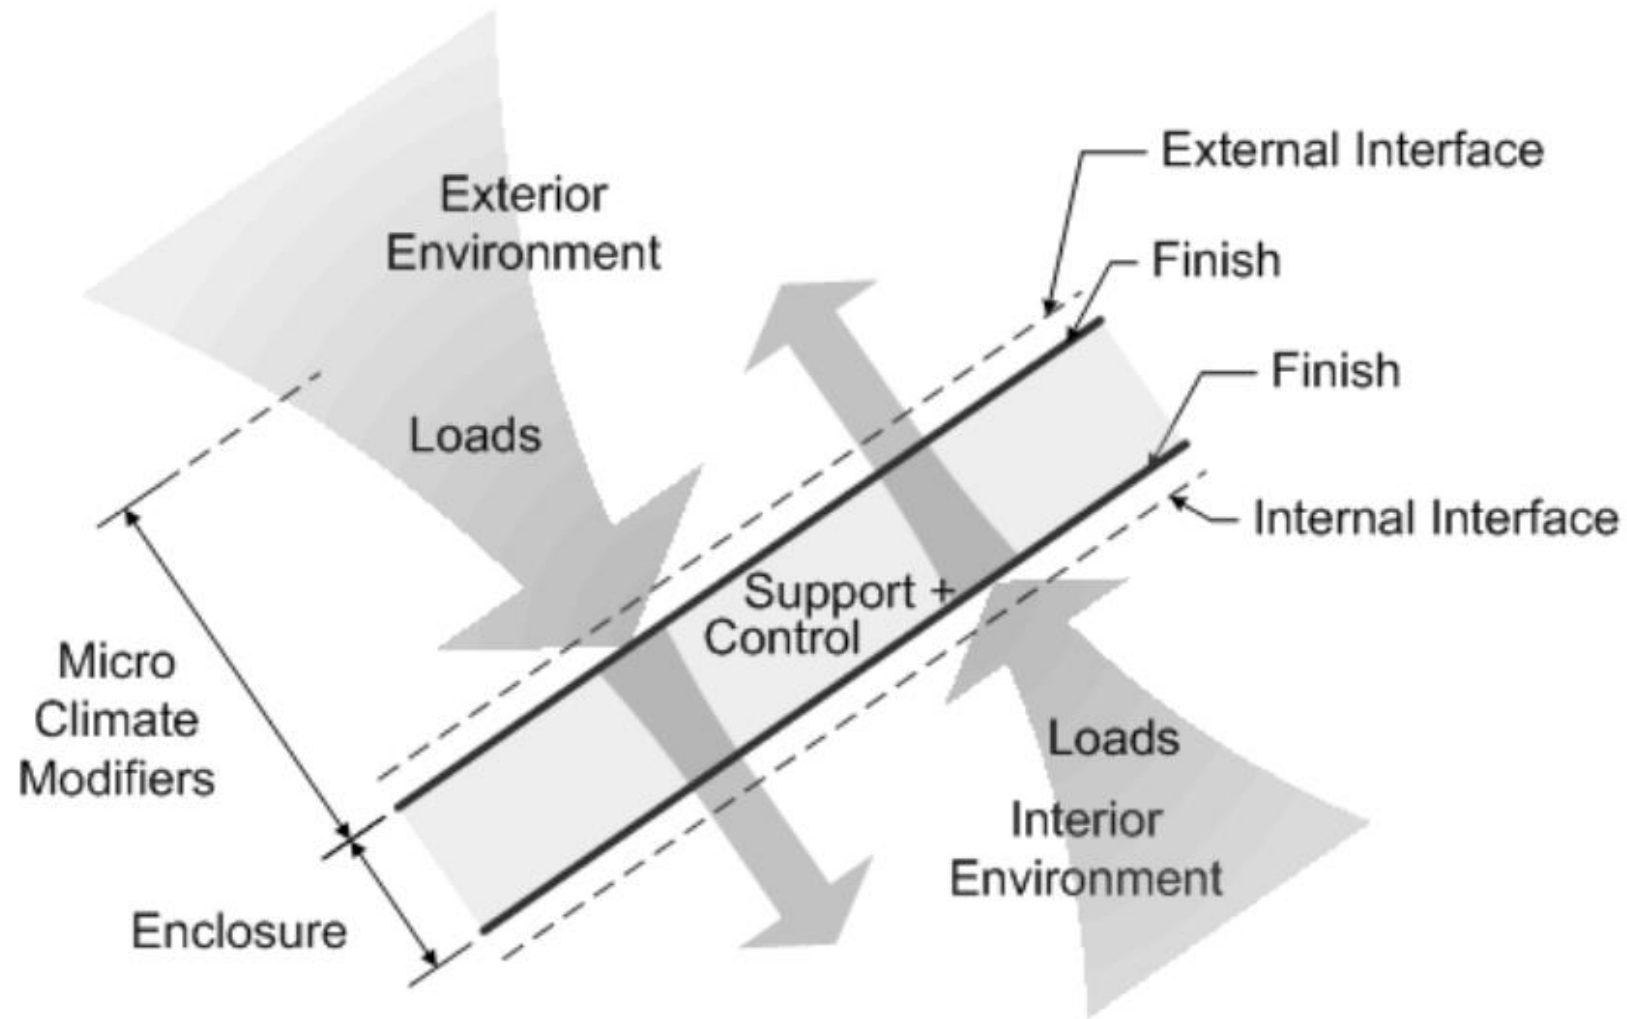 Exterior
Environment
External Interface
Finish
Finish
Loads
Internal Interface
Support +
Control
Micro
Climate
Modifiers
Loads
Interior
Environment
Enclosure